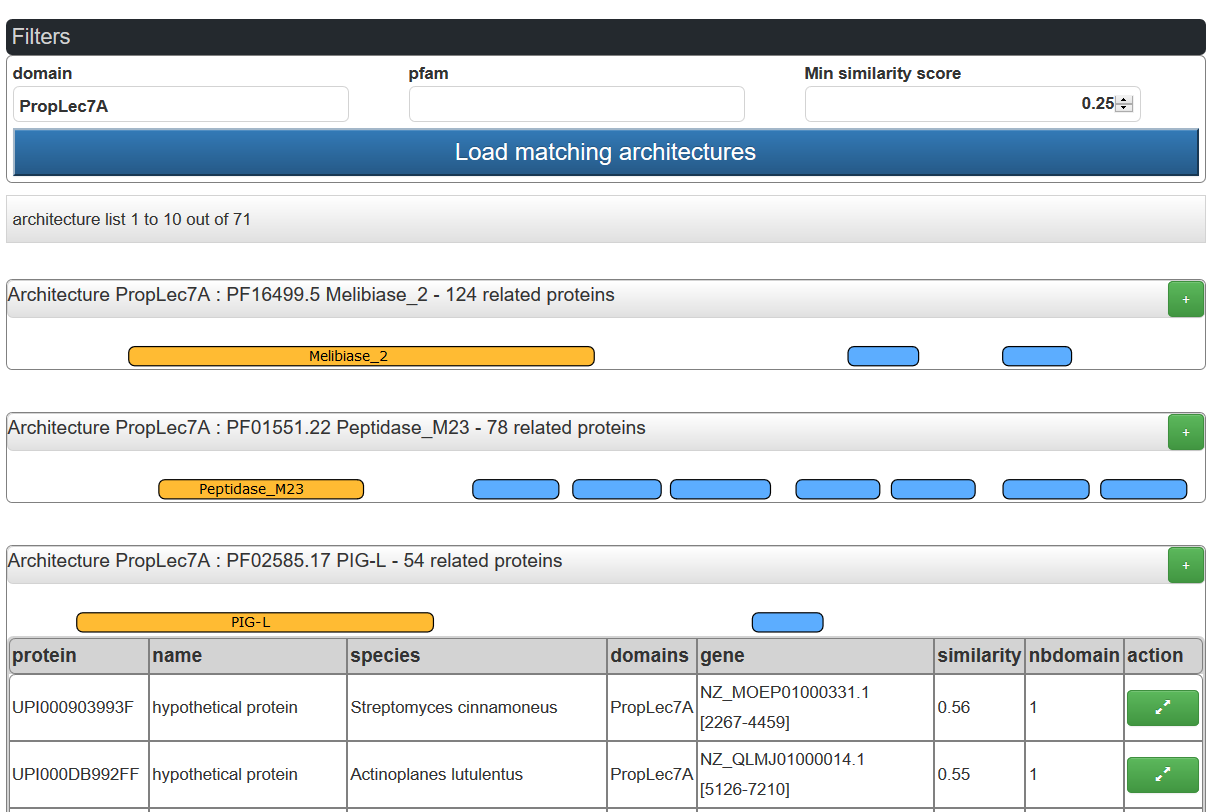 Filters
domain pfam Min similarity score
PropLec7A 0.25
Load matching architectures
architecture list 1 to 10 out of 71
Architecture PropLec7A : PF16499.5 Melibiase_2 - 124 related proteins +
Melibiase_2
Architecture PropLec7A : PF01551.22 Peptidase_M23 - 78 related proteins +
Peptidase_M23
Architecture PropLec7A : PF02585.17 PIG-L - 54 related proteins +
PIG-L
protein name species domains gene similarity nbdomain action
UPI000903993F hypothetical protein Streptomyces cinnamoneus PropLec7A NZ_MOEP01000331.1 0.56 1
[2267-4459]
UPI000DB992FF hypothetical protein Actinoplanes lutulentus PropLec7A NZ_QLMJ01000014.1 0.55 1
[5126-7210]